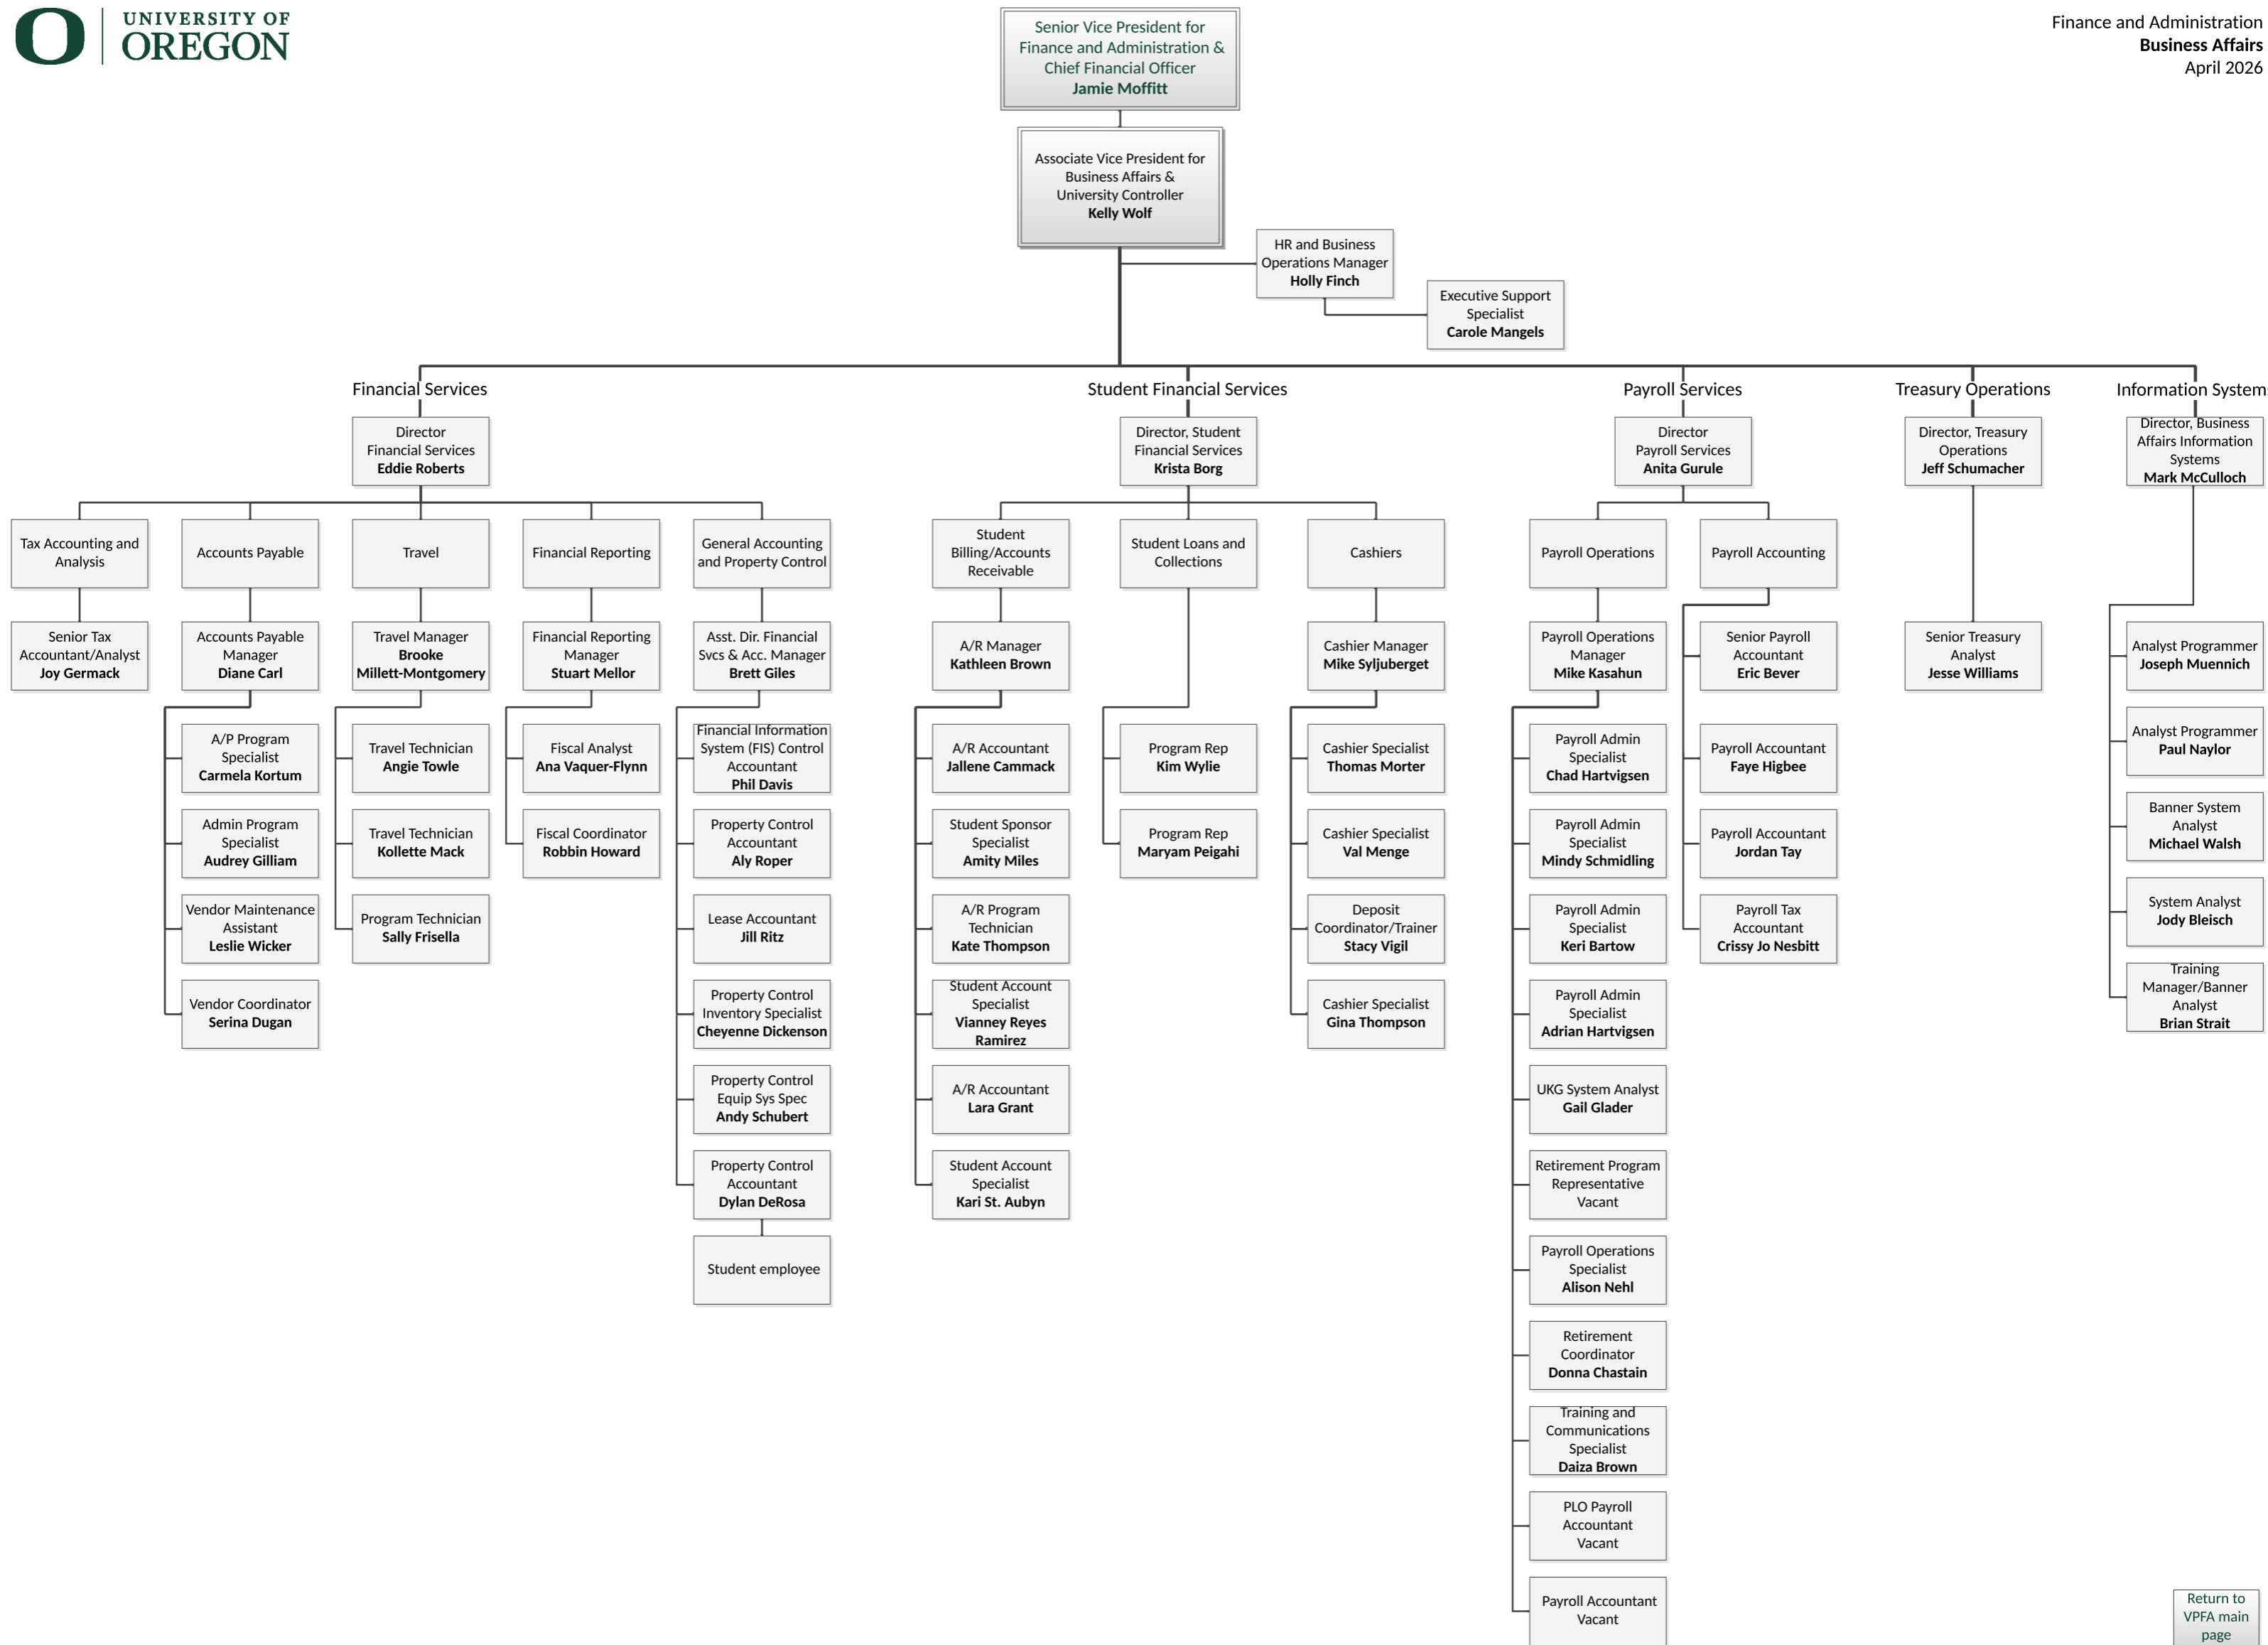 UNIVERSITY OF
OREGON
Senior Vice President for
Finance and Administration &
Chief Financial Officer
Jamie Moffitt
Finance and Administration
Business Affairs
April 2026
Associate Vice President for
Business Affairs &
University Controller
Kelly Wolf
HR and Business
Operations Manager
Holly Finch
Executive Support
Specialist
Carole Mangels
Financial Services
Student Financial Services
Payroll Services
Treasury Operations
Information System
Director
Financial Services
Eddie Roberts
Director, Student
Financial Services
Krista Borg
Director
Payroll Services
Anita Gurule
Director, Treasury
Operations
Jeff Schumacher
Director, Business
Affairs Information
Systems
Mark McCulloch
Tax Accounting and
Analysis
Accounts Payable
Travel
Financial Reporting
General Accounting
and Property Control
Student
Billing/Accounts
Receivable
Student Loans and
Collections
Cashiers
Payroll Operations
Payroll Accounting
Senior Tax
Accountant/Analyst
Joy Germack
Accounts Payable
Manager
Diane Carl
Travel Manager
Brooke
Millett-Montgomery
Financial Reporting
Manager
Stuart Mellor
Asst. Dir. Financial
Svcs & Acc. Manager
Brett Giles
A/R Manager
Kathleen Brown
Cashier Manager
Mike Syljuberget
Payroll Operations
Manager
Mike Kasahun
Senior Payroll
Accountant
Eric Bever
Senior Treasury
Analyst
Jesse Williams
Analyst Programmer
Joseph Muennich
A/P Program
Specialist
Carmela Kortum
Admin Program
Specialist
Audrey Gilliam
Vendor Maintenance
Assistant
Leslie Wicker
Vendor Coordinator
Serina Dugan
Travel Technician
Angie Towle
Travel Technician
Kollette Mack
Program Technician
Sally Frisella
Fiscal Analyst
Ana Vaquer-Flynn
Fiscal Coordinator
Robbin Howard
Financial Information
System (FIS) Control
Accountant
Phil Davis
Property Control
Accountant
Aly Roper
Lease Accountant
Jill Ritz
Property Control
Inventory Specialist
Cheyenne Dickenson
Property Control
Equip Sys Spec
Andy Schubert
Property Control
Accountant
Dylan DeRosa
Student employee
A/R Accountant
Jallene Cammack
Student Sponsor
Specialist
Amity Miles
A/R Program
Technician
Kate Thompson
Student Account
Specialist
Vianney Reyes
Ramirez
A/R Accountant
Lara Grant
Student Account
Specialist
Kari St. Aubyn
Program Rep
Kim Wylie
Program Rep
Maryam Peigahi
Cashier Specialist
Thomas Morter
Cashier Specialist
Val Menge
Deposit
Coordinator/Trainer
Stacy Vigil
Cashier Specialist
Gina Thompson
Payroll Admin
Specialist
Chad Hartvigsen
Payroll Admin
Specialist
Mindy Schmidling
Payroll Admin
Specialist
Keri Bartow
Payroll Admin
Specialist
Adrian Hartvigsen
UKG System Analyst
Gail Glader
Retirement Program
Representative
Vacant
Payroll Operations
Specialist
Alison Nehl
Retirement
Coordinator
Donna Chastain
Training and
Communications
Specialist
Daiza Brown
PLO Payroll
Accountant
Vacant
Payroll Accountant
Vacant
Payroll Accountant
Faye Higbee
Payroll Accountant
Jordan Tay
Payroll Tax
Accountant
Crissy Jo Nesbitt
Analyst Programmer
Paul Naylor
Banner System
Analyst
Michael Walsh
System Analyst
Jody Bleisch
Training
Manager/Banner
Analyst
Brian Strait
Return to
VPFA main
page